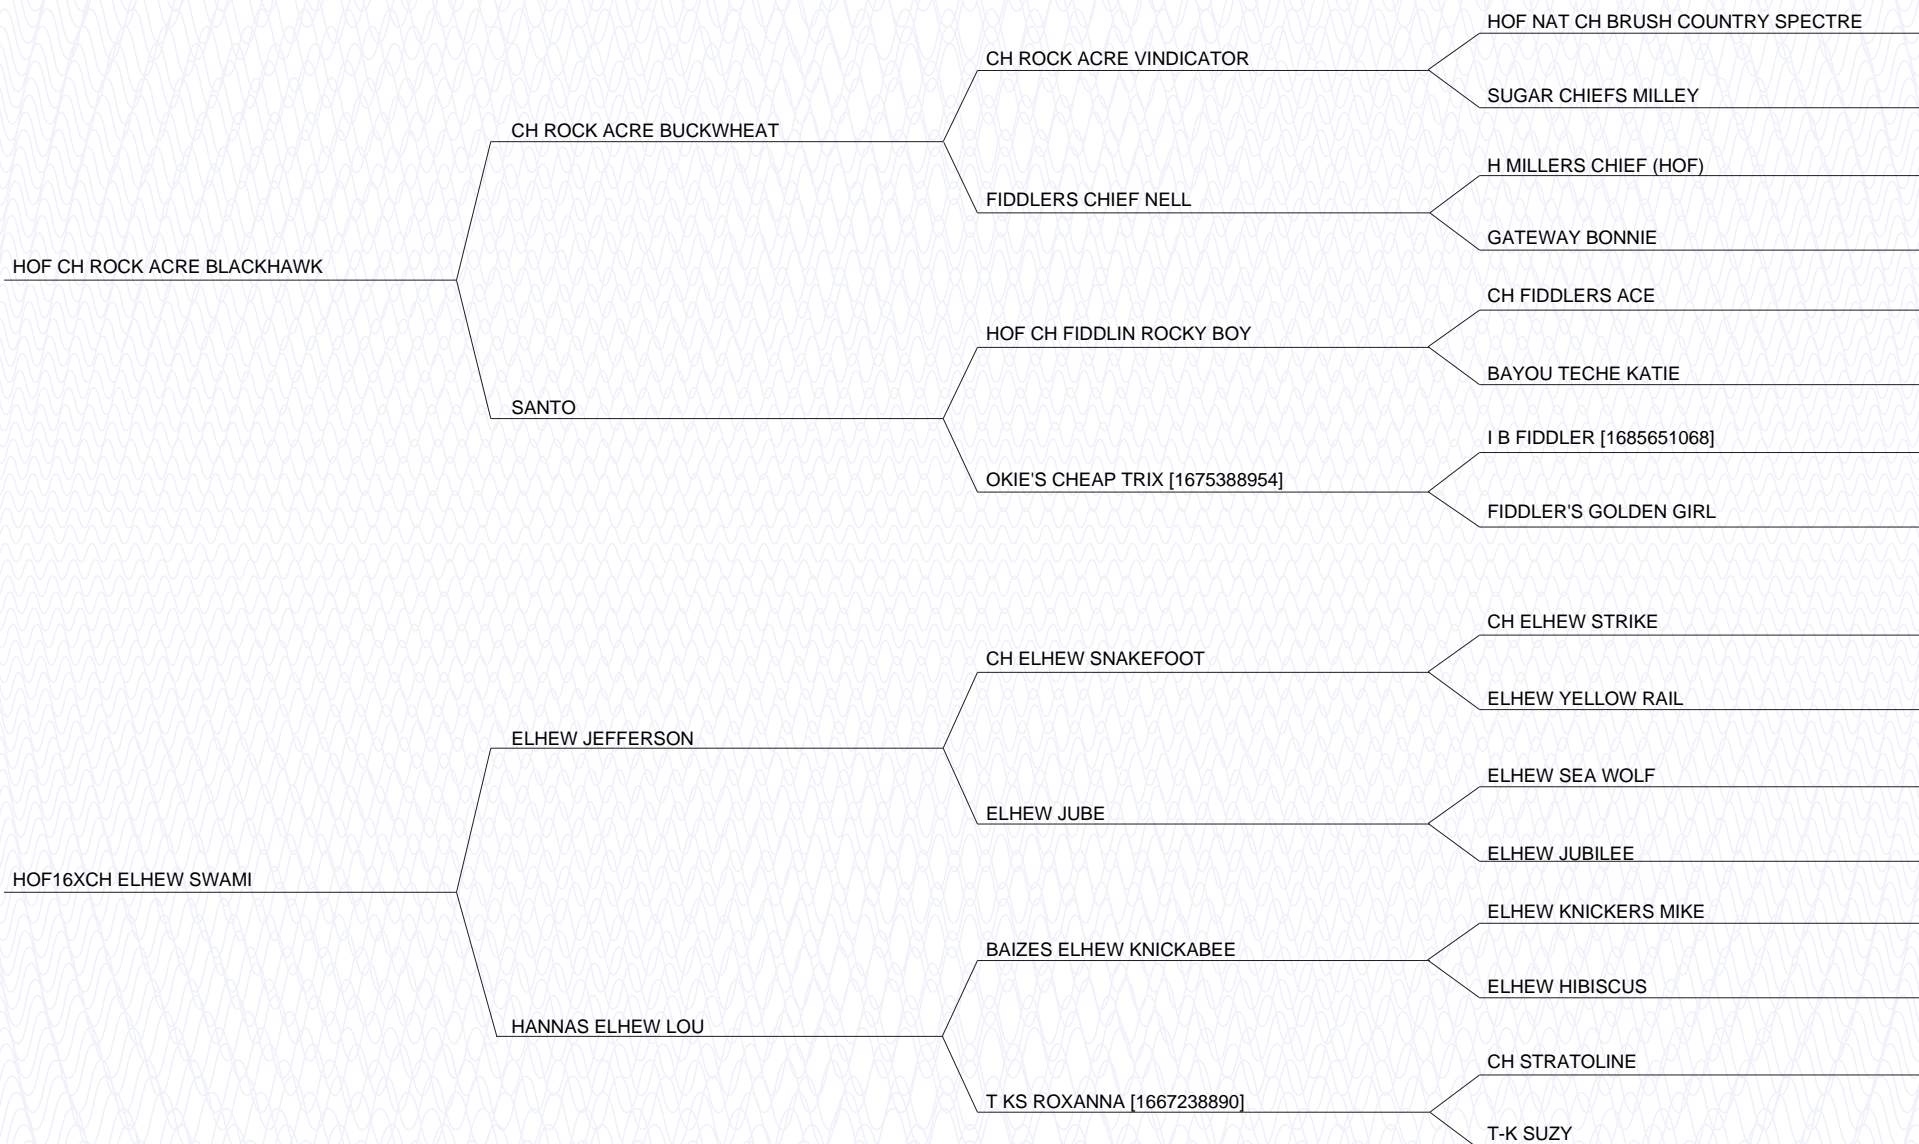 HOF NAT CH BRUSH COUNTRY SPECTRE
CH ROCK ACRE VINDICATOR
SUGAR CHIEFS MILLEY
CH ROCK ACRE BUCKWHEAT
H MILLERS CHIEF (HOF)
FIDDLERS CHIEF NELL
GATEWAY BONNIE
HOF CH ROCK ACRE BLACKHAWK
CH FIDDLERS ACE
HOF CH FIDDLIN ROCKY BOY
BAYOU TECHE KATIE
SANTO
I B FIDDLER [1685651068]
OKIE'S CHEAP TRIX [1675388954]
FIDDLER'S GOLDEN GIRL
CH ELHEW STRIKE
CH ELHEW SNAKEFOOT
ELHEW YELLOW RAIL
ELHEW JEFFERSON
ELHEW SEA WOLF
ELHEW JUBE
ELHEW JUBILEE
HOF16XCH ELHEW SWAMI
ELHEW KNICKERS MIKE
BAIZES ELHEW KNICKABEE
ELHEW HIBISCUS
HANNAS ELHEW LOU
CH STRATOLINE
T KS ROXANNA [1667238890]
T-K SUZY